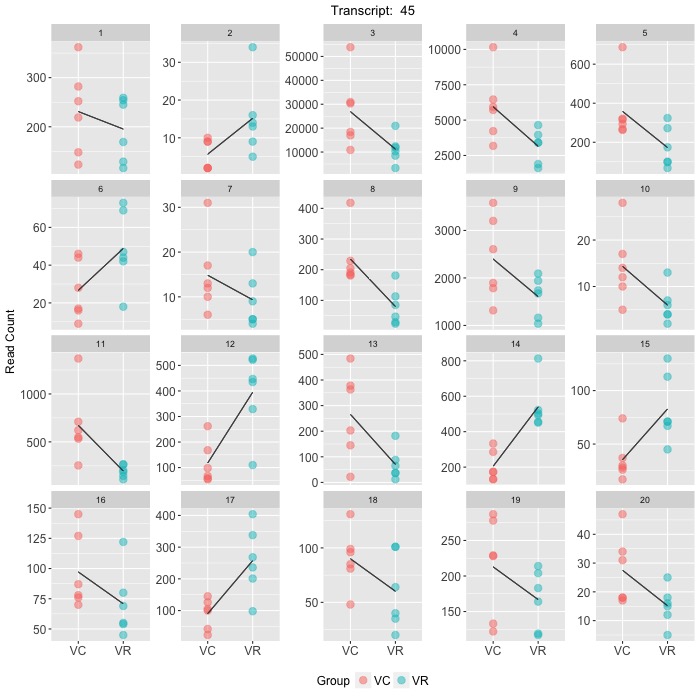 Transcript:  45
1 2 3 4 5
300 200
30 20 10
50000 40000 30000 20000 10000
10000 7500 5000 2500
600 400 200
6 7 8 9 10
60 40 20
30 20 10
400 300 200 100
3000 2000 1000
20 10
Read Count
11 12 13 14 15
1000 500
500 400 300 200 100
500 400 300 200 100 0
800 600 400 200
100 50
16 17 18 19 20
150 125 100 75 50
400 300 200 100
100 50
250 200 150
40 30 20 10
VC VR VC VR VC VR VC VR VC VR
Group VC VR